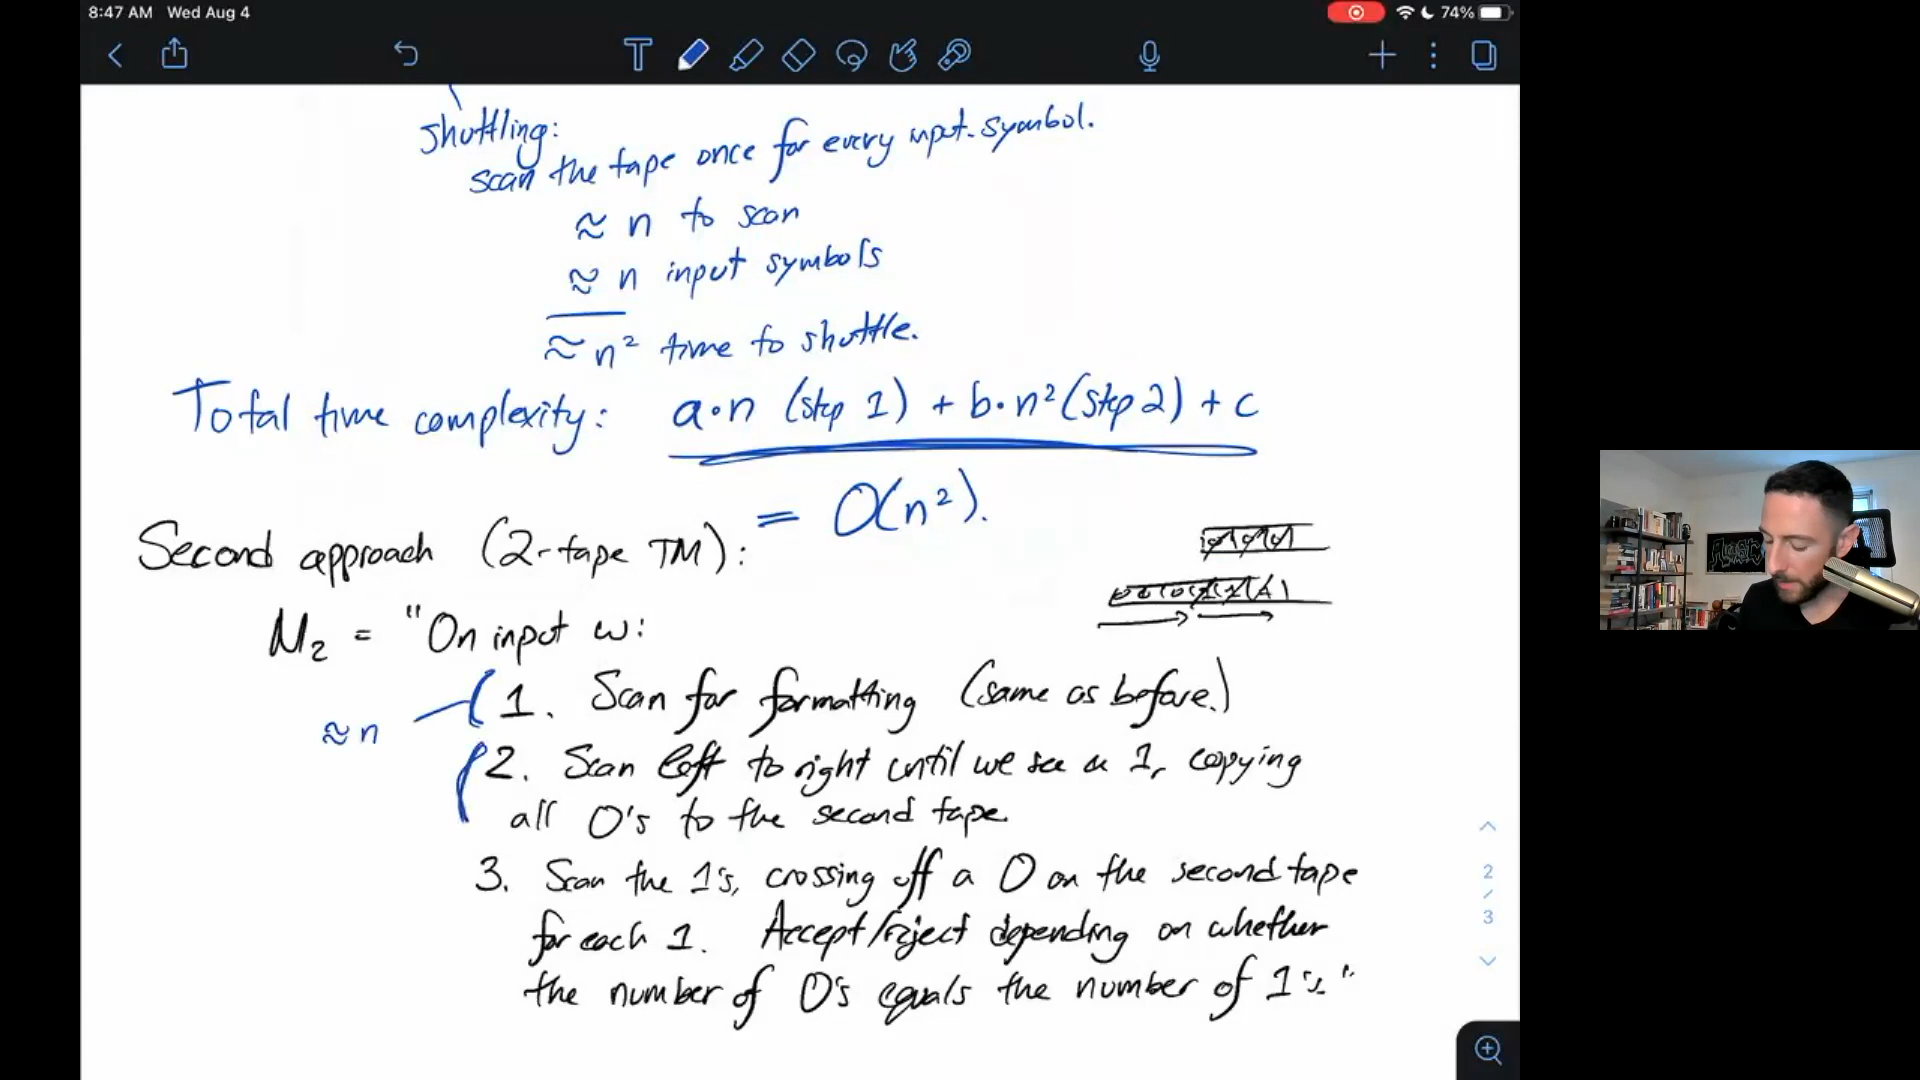 8:47 AM Wed Aug 4
74%
shuttling:
scan the tape once for every input symbol.
≈ n to scan
≈ n input symbols
≈ n² time to shuttle.
Total time complexity: a·n (step 1) + b·n² (step 2) + c
= O(n²).
Second approach (2-tape TM):
M₂ = "On input w:
≈ n
1. Scan for formatting (same as before.)
2. Scan left to right until we see a 1, copying
all 0's to the second tape.
3. Scan the 1's, crossing off a 0 on the second tape
for each 1. Accept/reject depending on whether
the number of 0's equals the number of 1's."
2
/
3